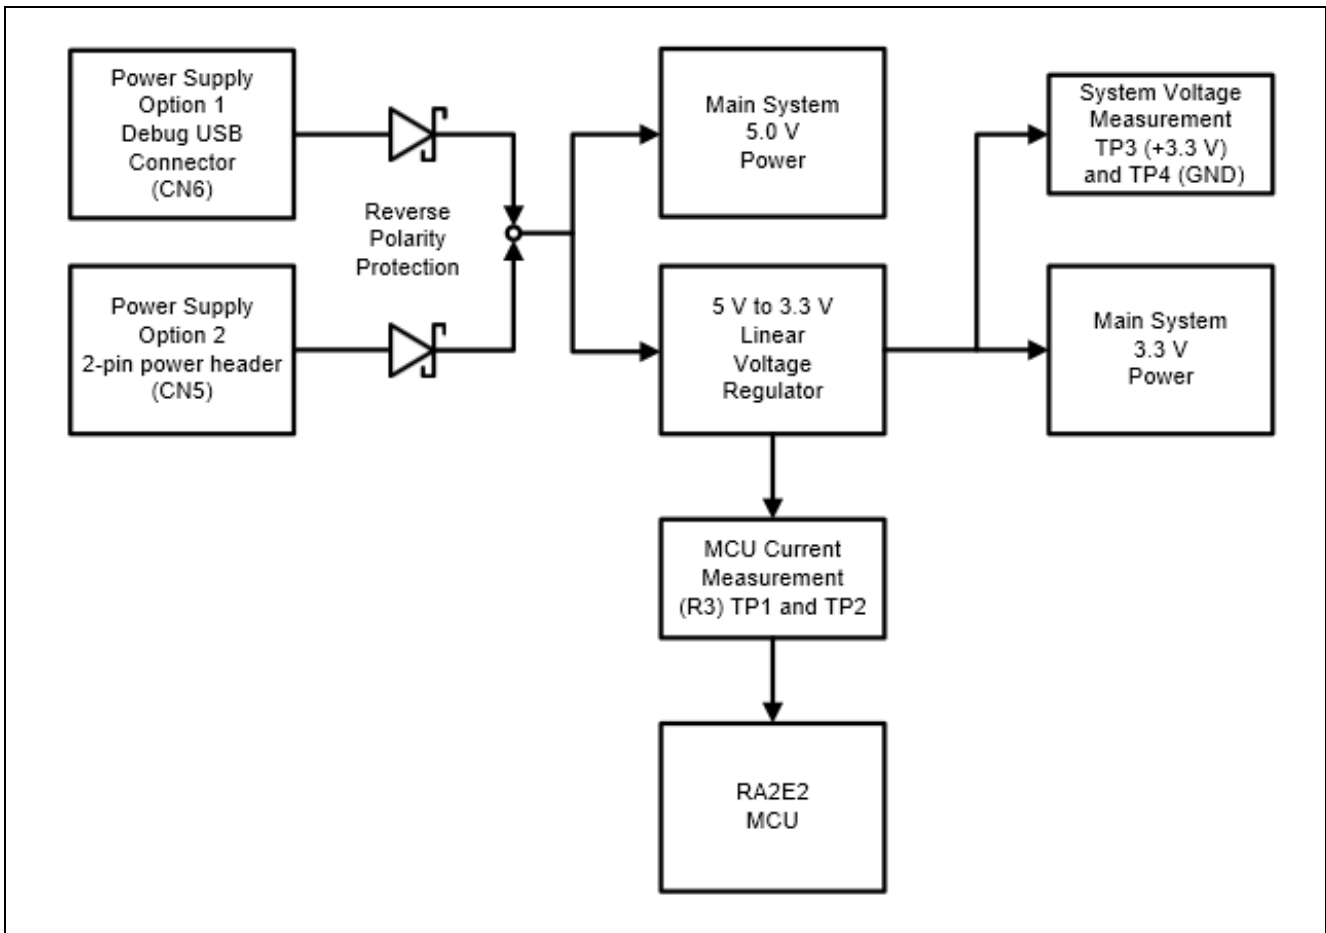 Power Supply
Option 1
Debug USB
Connector
(CN6)
Reverse
Polarity
Protection
Power Supply
Option 2
2-pin power header
(CN5)
Main System
5.0 V
Power
5 V to 3.3 V
Linear
Voltage
Regulator
System Voltage
Measurement
TP3 (+3.3 V)
and TP4 (GND)
Main System
3.3 V
Power
MCU Current
Measurement
(R3) TP1 and TP2
RA2E2
MCU